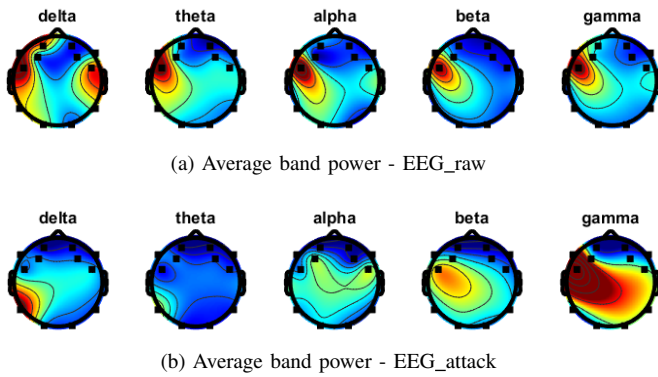 delta theta alpha beta gamma
(a) Average band power - EEG_raw
delta theta alpha beta gamma
(b) Average band power - EEG_attack